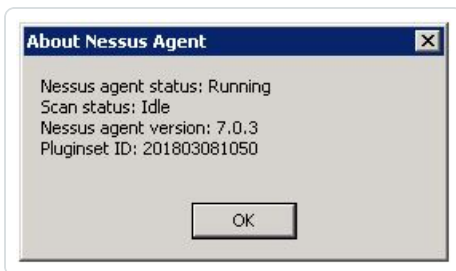 About Nessus Agent
Nessus agent status: Running
Scan status: Idle
Nessus agent version: 7.0.3
Pluginset ID: 201803081050
OK